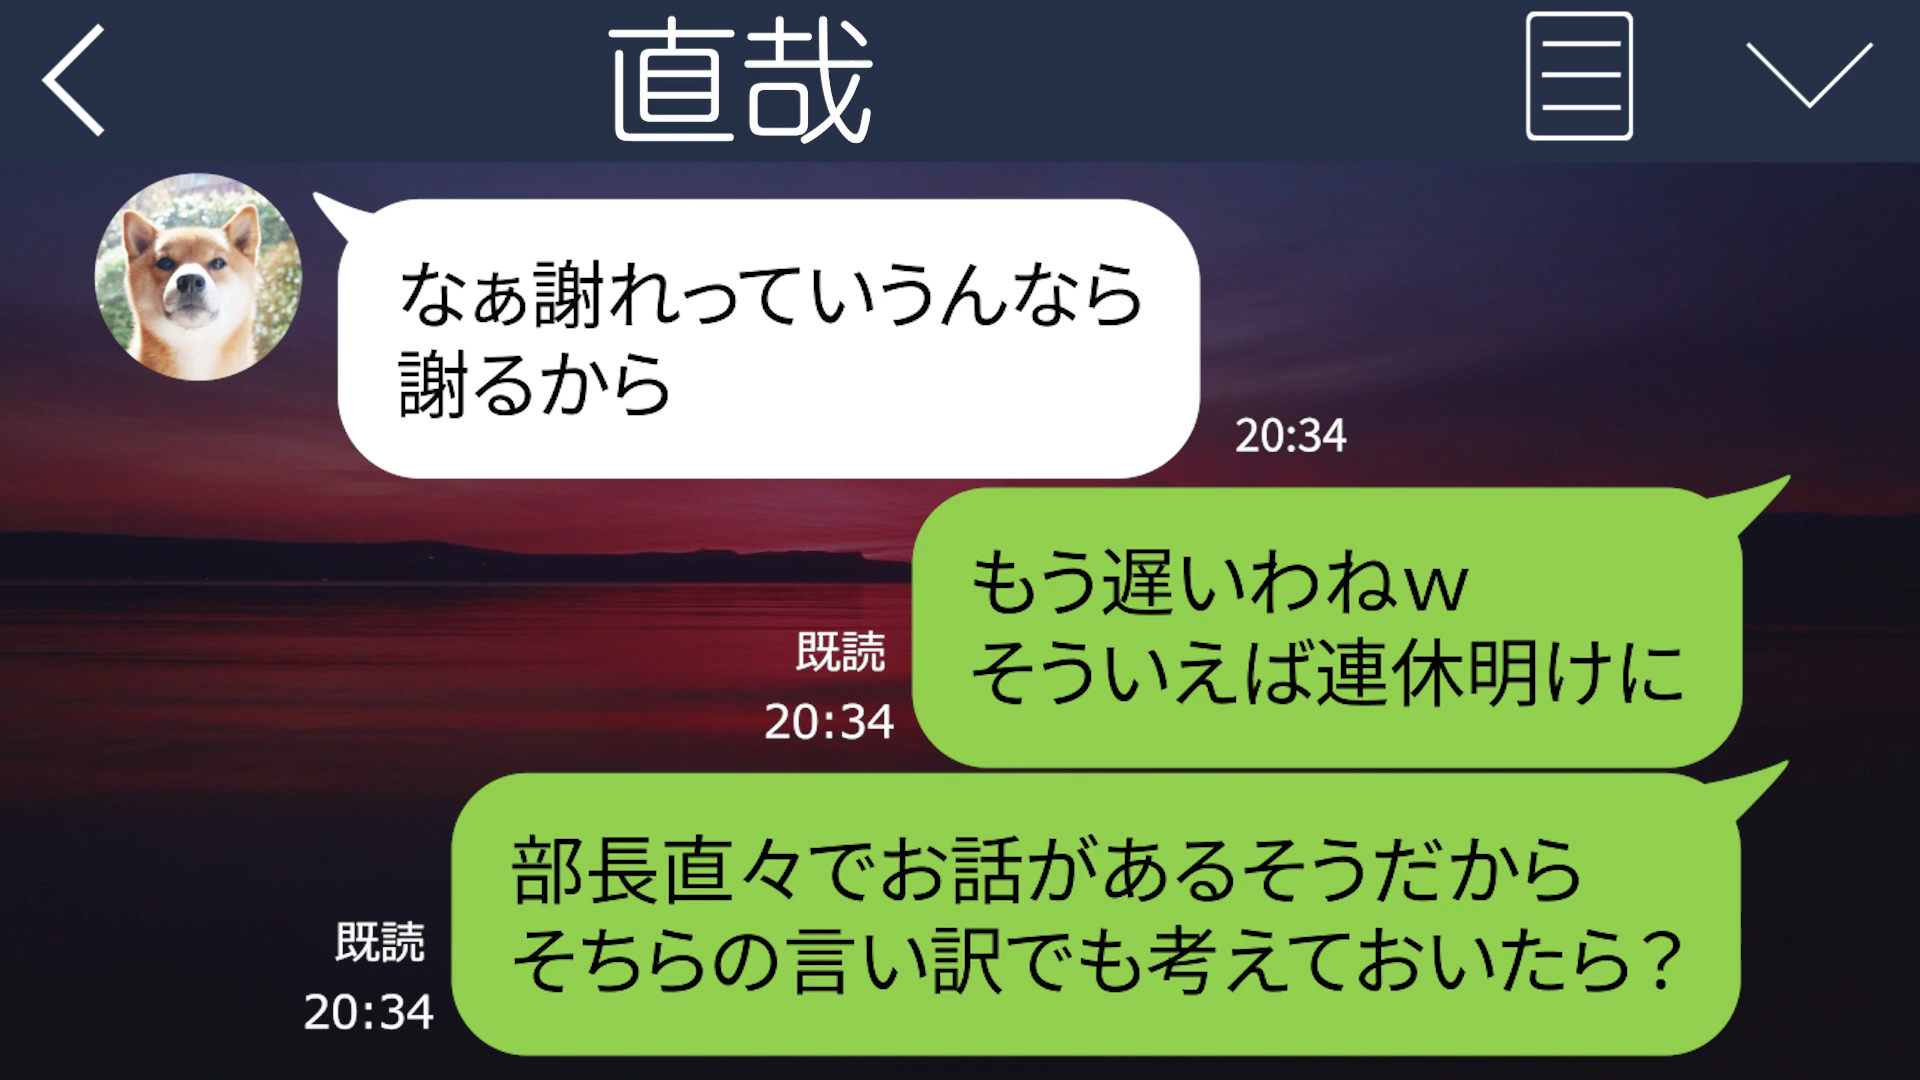 直哉
なぁ謝れっていうんなら
謝るから
20:34
もう遅いわねｗ
そういえば連休明けに
既読
20:34
部長直々でお話があるそうだから
そちらの言い訳でも考えておいたら？
既読
20:34